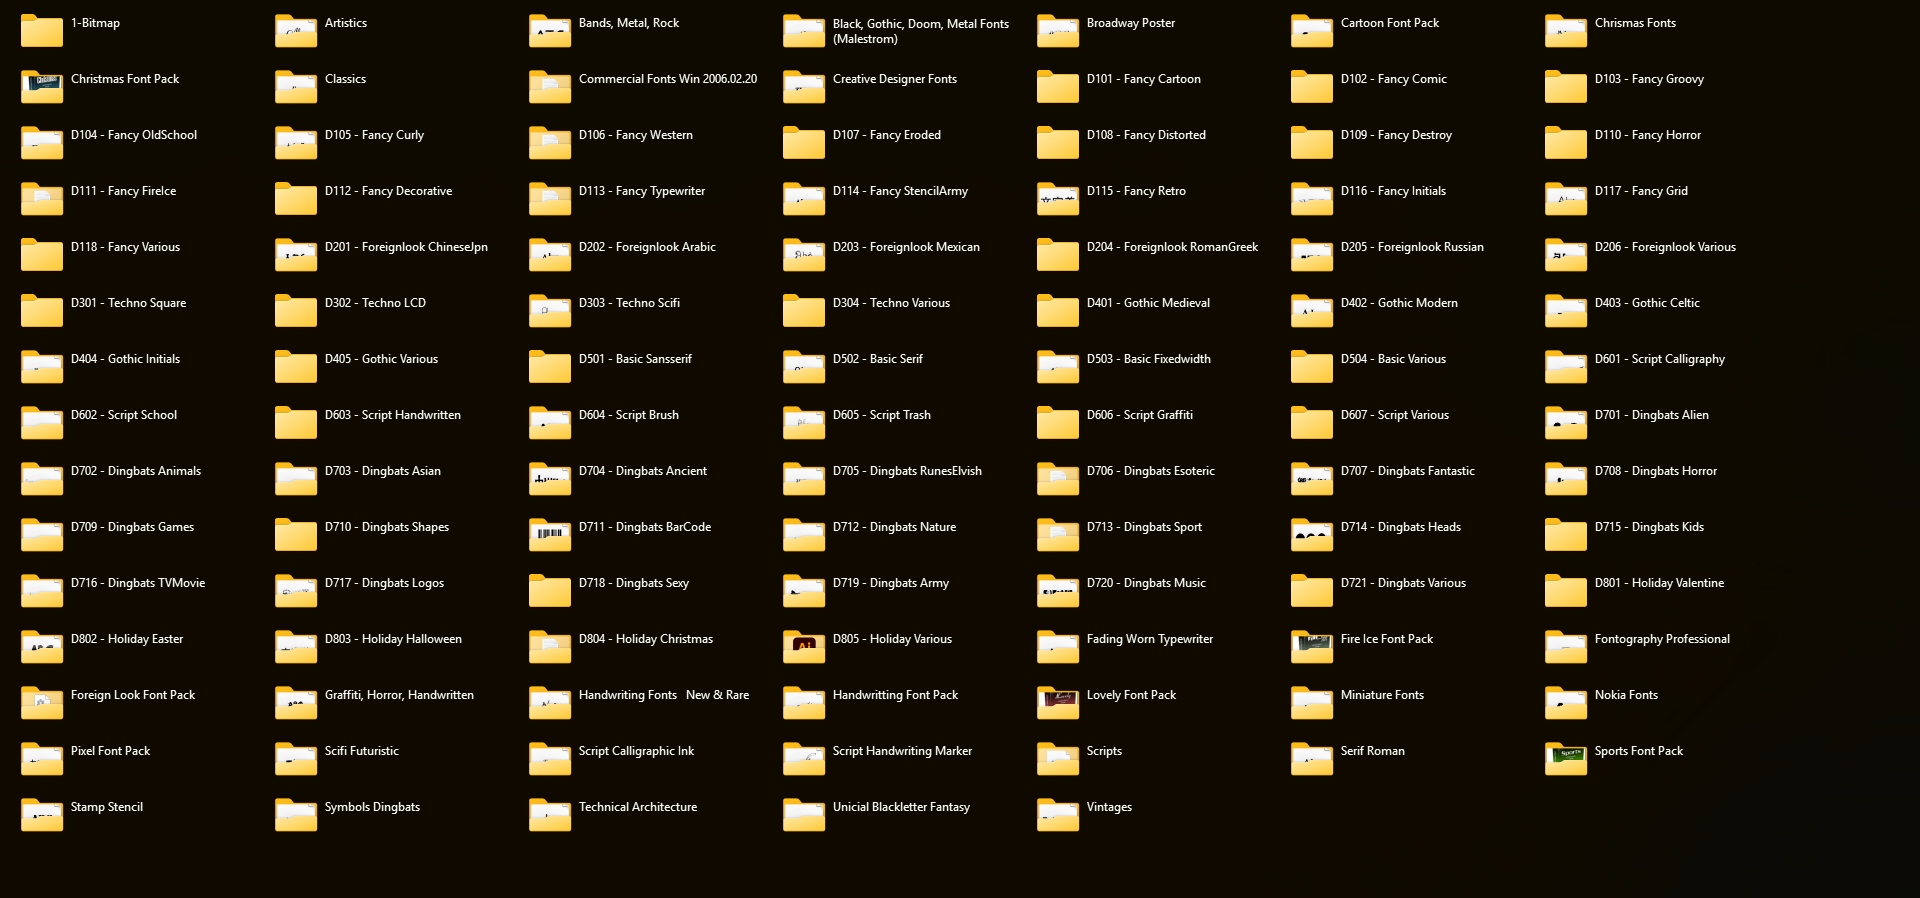 1-Bitmap
Artistics
Bands, Metal, Rock
Black, Gothic, Doom, Metal Fonts
(Malestrom)
Broadway Poster
Cartoon Font Pack
Chrismas Fonts
Christmas Font Pack
Classics
Commercial Fonts Win 2006.02.20
Creative Designer Fonts
D101 - Fancy Cartoon
D102 - Fancy Comic
D103 - Fancy Groovy
D104 - Fancy OldSchool
D105 - Fancy Curly
D106 - Fancy Western
D107 - Fancy Eroded
D108 - Fancy Distorted
D109 - Fancy Destroy
D110 - Fancy Horror
D111 - Fancy FireIce
D112 - Fancy Decorative
D113 - Fancy Typewriter
D114 - Fancy StencilArmy
D115 - Fancy Retro
D116 - Fancy Initials
D117 - Fancy Grid
D118 - Fancy Various
D201 - Foreignlook ChineseJpn
D202 - Foreignlook Arabic
D203 - Foreignlook Mexican
D204 - Foreignlook RomanGreek
D205 - Foreignlook Russian
D206 - Foreignlook Various
D301 - Techno Square
D302 - Techno LCD
D303 - Techno Scifi
D304 - Techno Various
D401 - Gothic Medieval
D402 - Gothic Modern
D403 - Gothic Celtic
D404 - Gothic Initials
D405 - Gothic Various
D501 - Basic Sansserif
D502 - Basic Serif
D503 - Basic Fixedwidth
D504 - Basic Various
D601 - Script Calligraphy
D602 - Script School
D603 - Script Handwritten
D604 - Script Brush
D605 - Script Trash
D606 - Script Graffiti
D607 - Script Various
D701 - Dingbats Alien
D702 - Dingbats Animals
D703 - Dingbats Asian
D704 - Dingbats Ancient
D705 - Dingbats RunesElvish
D706 - Dingbats Esoteric
D707 - Dingbats Fantastic
D708 - Dingbats Horror
D709 - Dingbats Games
D710 - Dingbats Shapes
D711 - Dingbats BarCode
D712 - Dingbats Nature
D713 - Dingbats Sport
D714 - Dingbats Heads
D715 - Dingbats Kids
D716 - Dingbats TVMovie
D717 - Dingbats Logos
D718 - Dingbats Sexy
D719 - Dingbats Army
D720 - Dingbats Music
D721 - Dingbats Various
D801 - Holiday Valentine
D802 - Holiday Easter
D803 - Holiday Halloween
D804 - Holiday Christmas
D805 - Holiday Various
Fading Worn Typewriter
Fire Ice Font Pack
Fontography Professional
Foreign Look Font Pack
Graffiti, Horror, Handwritten
Handwriting Fonts   New & Rare
Handwritting Font Pack
Lovely Font Pack
Miniature Fonts
Nokia Fonts
Pixel Font Pack
Scifi Futuristic
Script Calligraphic Ink
Script Handwriting Marker
Scripts
Serif Roman
Sports Font Pack
Stamp Stencil
Symbols Dingbats
Technical Architecture
Unicial Blackletter Fantasy
Vintages